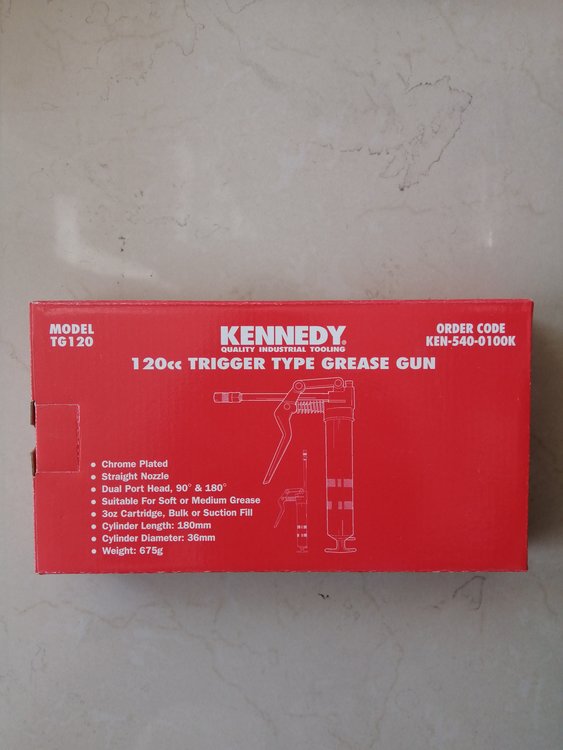 MODEL
TG120
KENNEDY®
QUALITY INDUSTRIAL TOOLING
ORDER CODE
KEN-540-0100K
120cc TRIGGER TYPE GREASE GUN
• Chrome Plated
• Straight Nozzle
• Dual Port Head, 90° & 180°
• Suitable For Soft or Medium Grease
• 3oz Cartridge, Bulk or Suction Fill
• Cylinder Length: 180mm
• Cylinder Diameter: 36mm
• Weight: 675g